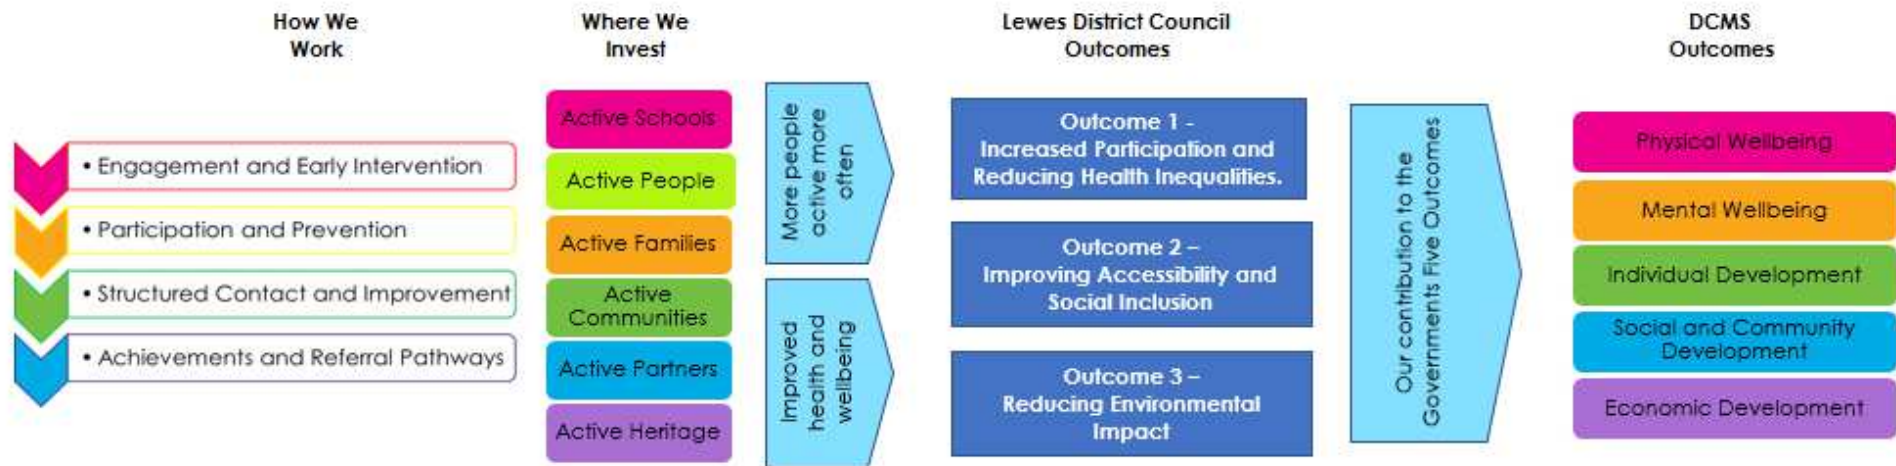 How We
Work
Where We
Invest
Lewes District Council
Outcomes
DCMS
Outcomes
• Engagement and Early Intervention
• Participation and Prevention
• Structured Contact and Improvement
• Achievements and Referral Pathways
Active Schools
Active People
Active Families
Active
Communities
Active Partners
Active Heritage
More people
active more
often
Improved
health and
wellbeing
Outcome 1 -
Increased Participation and
Reducing Health Inequalities.
Outcome 2 –
Improving Accessibility and
Social Inclusion
Outcome 3 –
Reducing Environmental
Impact
Our contribution to the
Governments Five Outcomes
Physical Wellbeing
Mental Wellbeing
Individual Development
Social and Community
Development
Economic Development